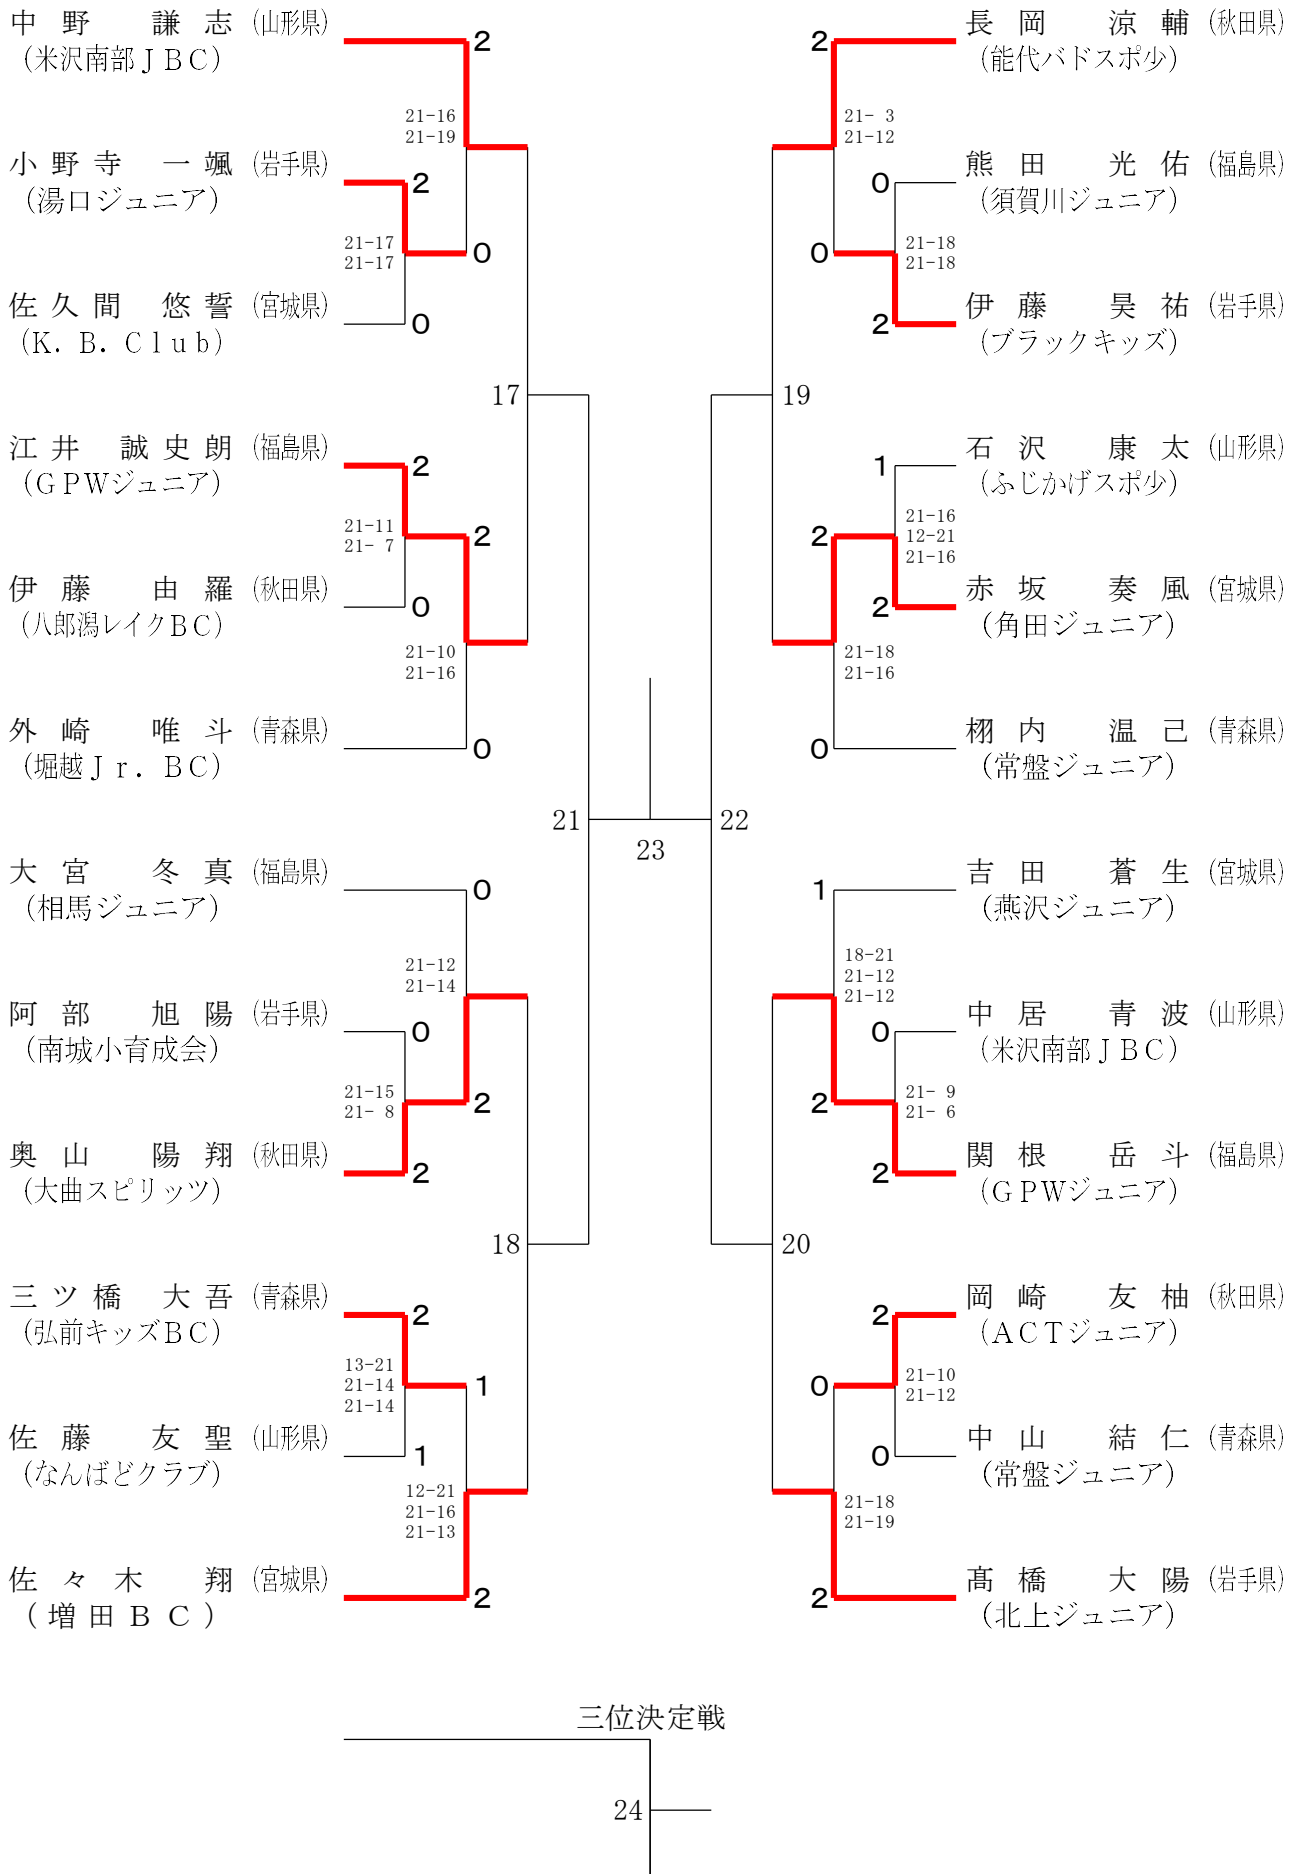 中野 謙志 (山形県)
(米沢南部ＪＢＣ)
2
21-16
21-19
小野寺 一颯 (岩手県)
(湯口ジュニア)
2
21-17
21-17
0
佐久間 悠誓 (宮城県)
(K．B．Ｃｌｕｂ)
0
17
江井 誠史朗 (福島県)
(ＧＰＷジュニア)
2
21-11
21- 7
2
伊藤 由羅 (秋田県)
(八郎潟レイクＢＣ)
0
21-10
21-16
外崎 唯斗 (青森県)
(堀越Ｊｒ．ＢＣ)
0
21
大宮 冬真 (福島県)
(相馬ジュニア)
0
21-12
21-14
阿部 旭陽 (岩手県)
(南城小育成会)
0
21-15
21- 8
2
奥山 陽翔 (秋田県)
(大曲スピリッツ)
2
18
三ツ橋 大吾 (青森県)
(弘前キッズＢＣ)
2
13-21
21-14
21-14
1
佐藤 友聖 (山形県)
(なんばどクラブ)
1
12-21
21-16
21-13
佐々木 翔 (宮城県)
(増田ＢＣ)
2
23
長岡 涼輔 (秋田県)
(能代バドスポ少)
2
21- 3
21-12
熊田 光佑 (福島県)
(須賀川ジュニア)
0
21-18
21-18
0
伊藤 昊祐 (岩手県)
(ブラックキッズ)
2
19
石沢 康太 (山形県)
(ふじかげスポ少)
1
21-16
12-21
21-16
2
赤坂 奏風 (宮城県)
(角田ジュニア)
2
21-18
21-16
栩内 温己 (青森県)
(常盤ジュニア)
0
22
吉田 蒼生 (宮城県)
(燕沢ジュニア)
1
18-21
21-12
21-12
中居 青波 (山形県)
(米沢南部ＪＢＣ)
0
21- 9
21- 6
2
関根 岳斗 (福島県)
(ＧＰＷジュニア)
2
20
岡崎 友柚 (秋田県)
(ＡＣＴジュニア)
2
21-10
21-12
0
中山 結仁 (青森県)
(常盤ジュニア)
0
21-18
21-19
髙橋 大陽 (岩手県)
(北上ジュニア)
2
三位決定戦
24